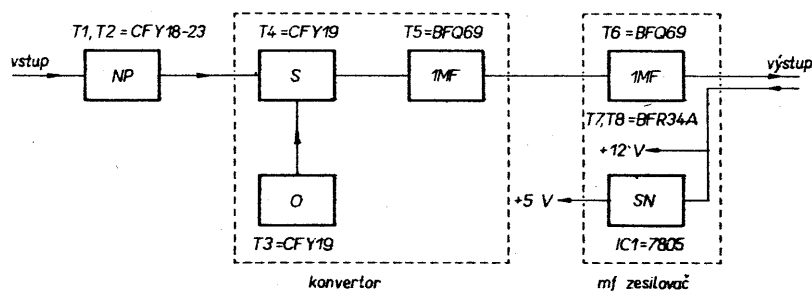 T1, T2 = CFY18-23
T4=CFY19
T5=BFQ69
T6=BFQ69
vstup
NP
S
1MF
1MF
výstup
T7,T8=BFR34A
+12 V
O
+5 V
SN
T3=CFY19
IC1=7805
konvertor
mf zesilovač